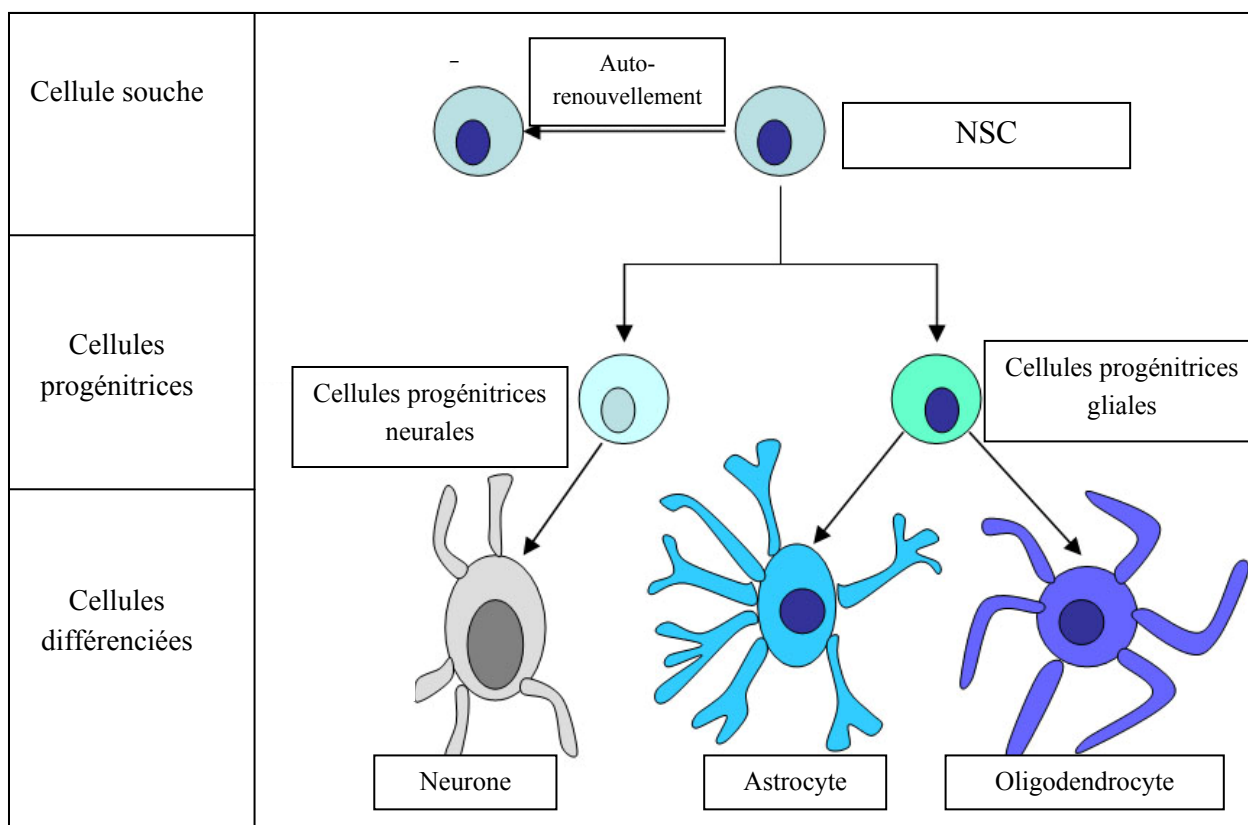 Cellule souche
Auto-
renouvellement
NSC
Cellules
progénitrices
Cellules progénitrices
neurales
Cellules progénitrices
gliales
Cellules
différenciées
Neurone
Astrocyte
Oligodendrocyte